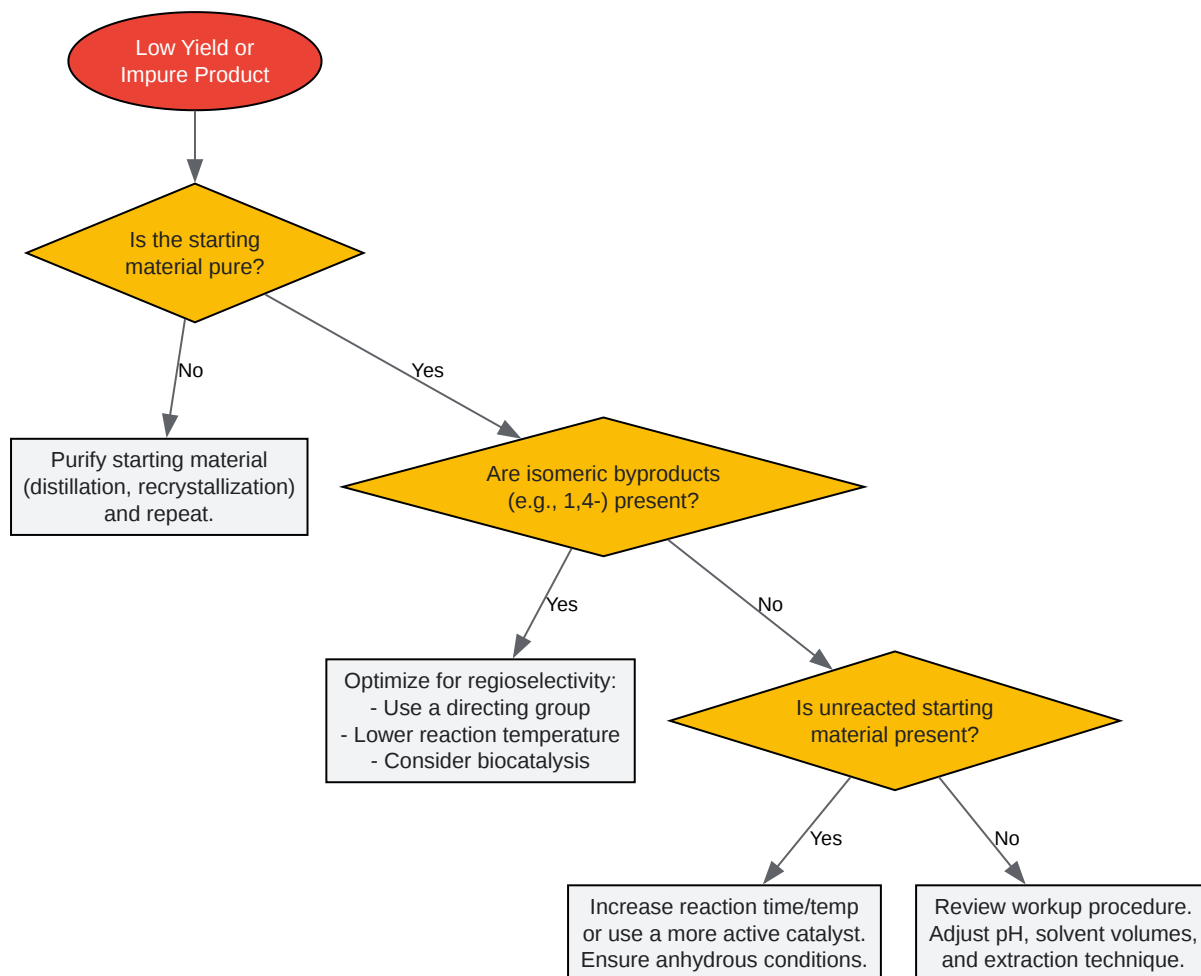 Low Yield or
Impure Product
Is the starting
material pure?
No
Yes
Purify starting material
(distillation, recrystallization)
and repeat.
Are isomeric byproducts
(e.g., 1,4-) present?
Yes
No
Optimize for regioselectivity:
- Use a directing group
- Lower reaction temperature
- Consider biocatalysis
Is unreacted starting
material present?
Yes
No
Increase reaction time/temp
or use a more active catalyst.
Ensure anhydrous conditions.
Review workup procedure.
Adjust pH, solvent volumes,
and extraction technique.